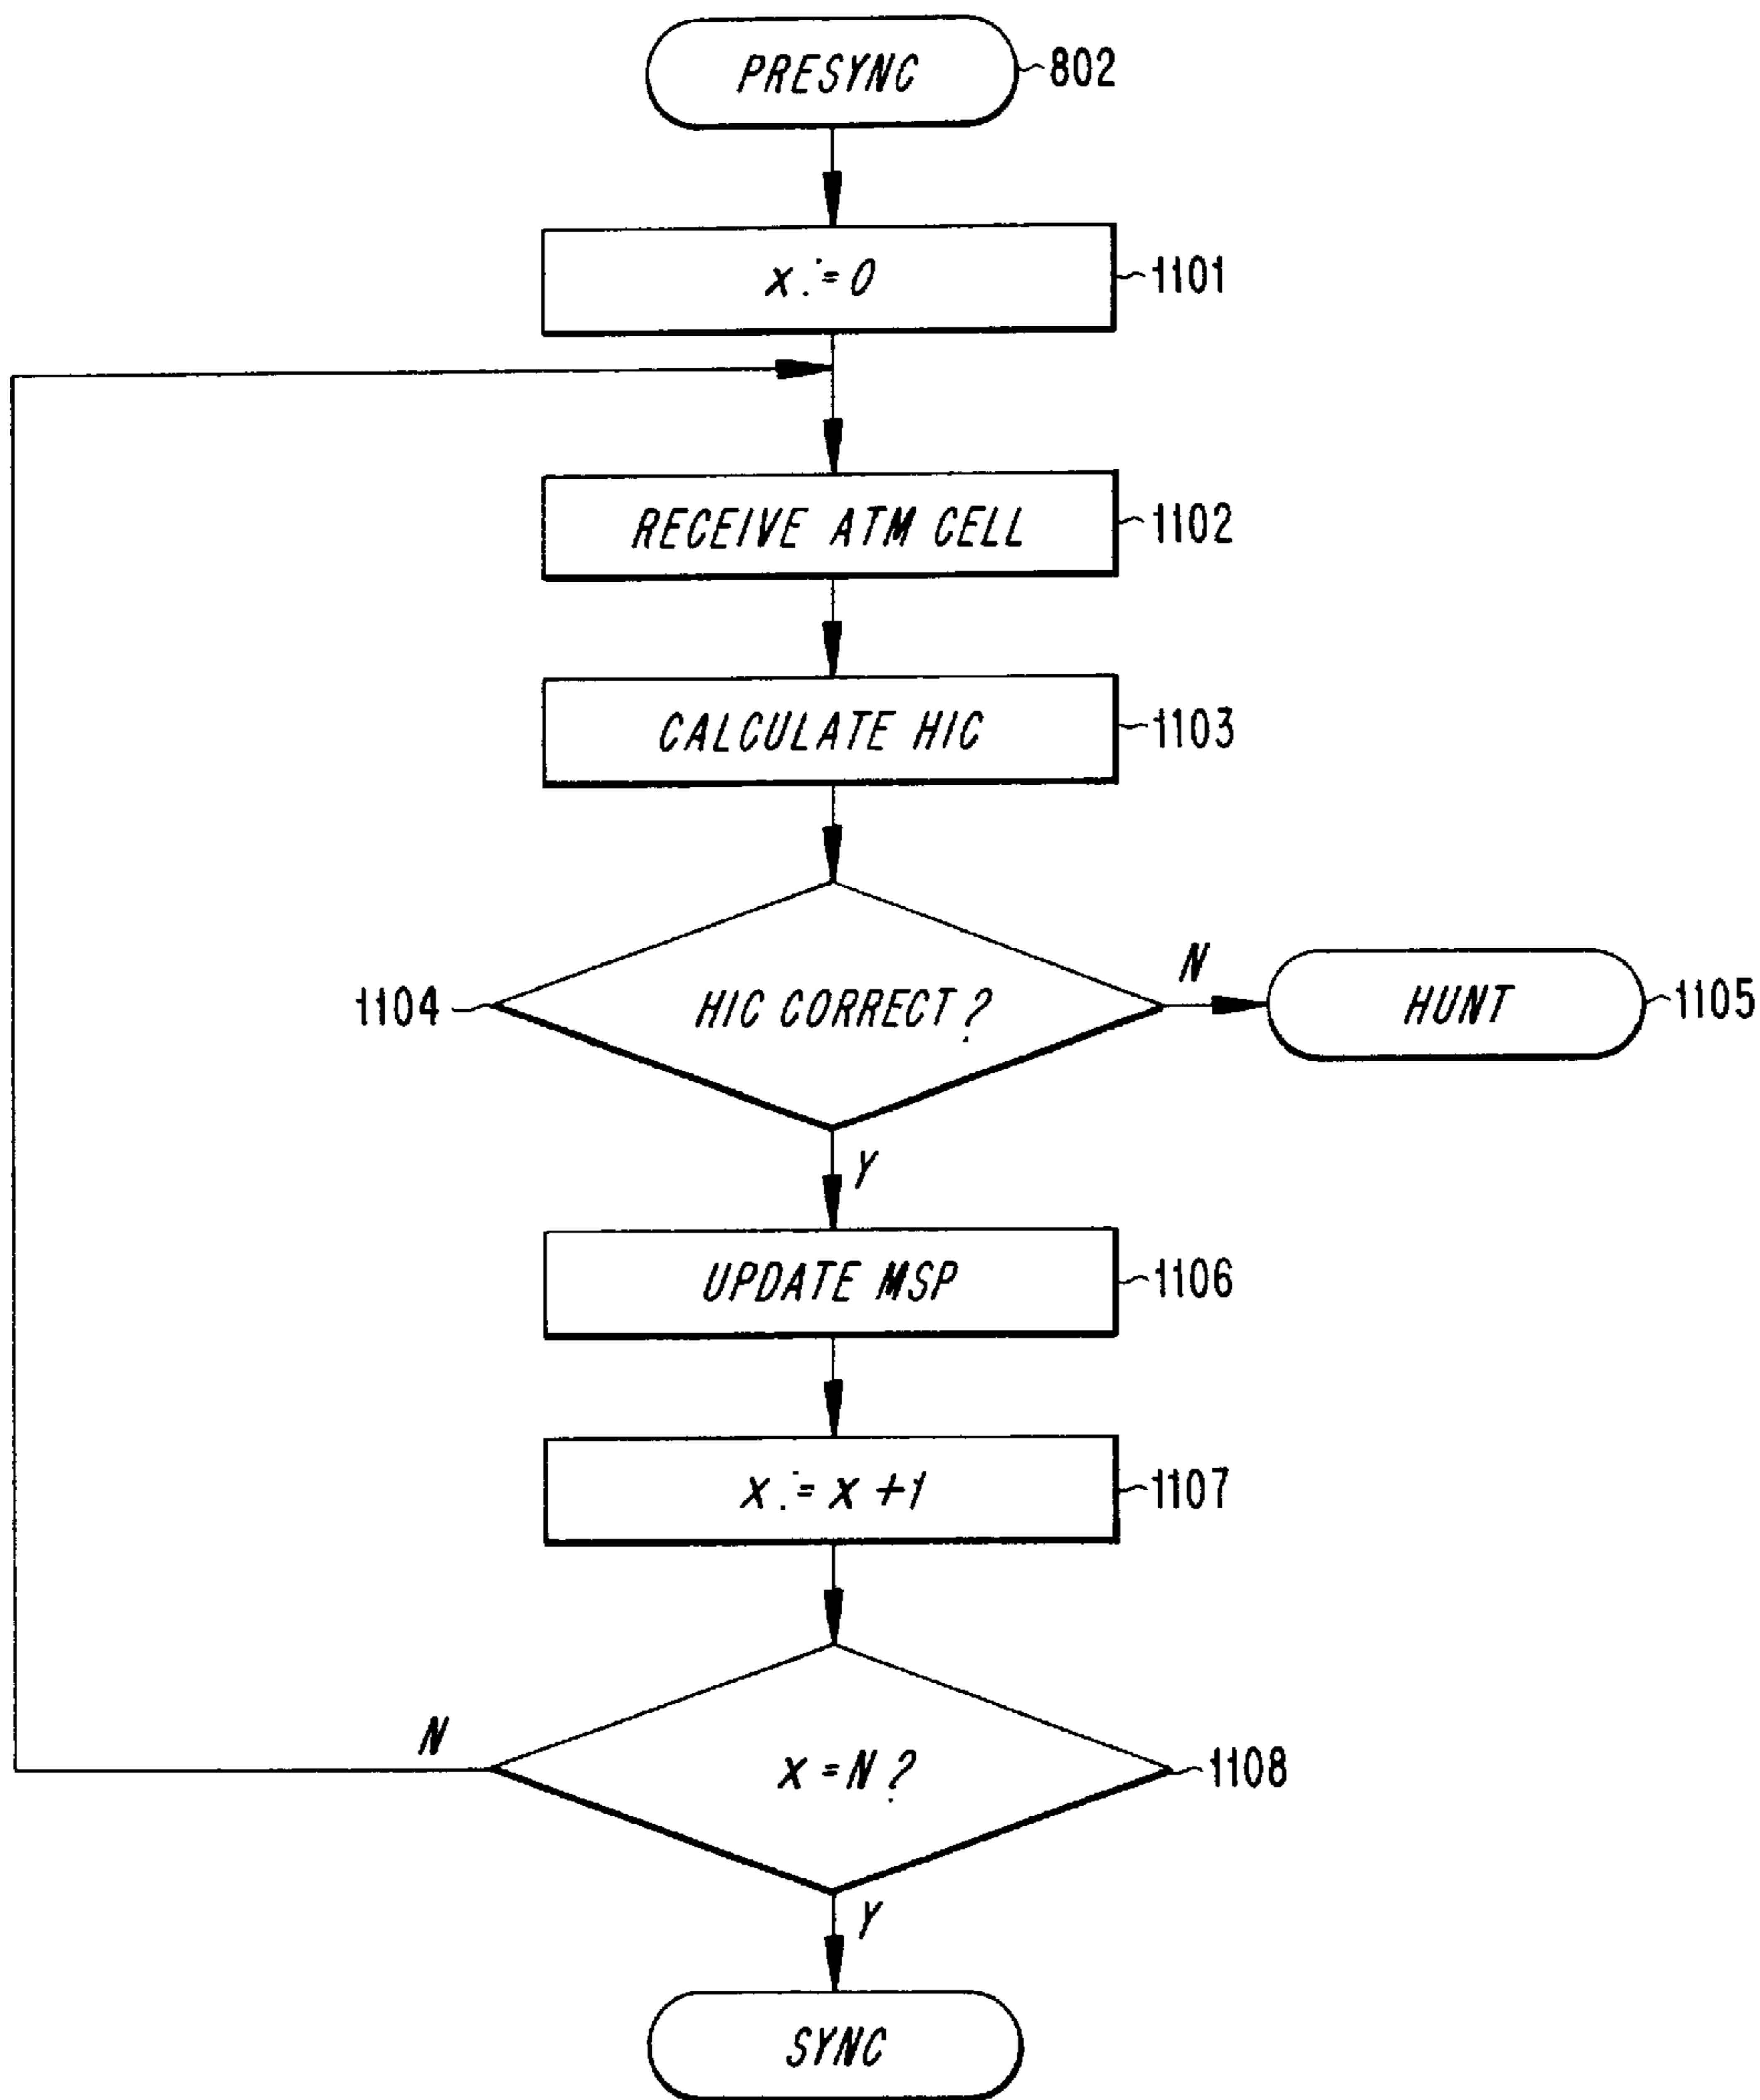 PRESYNC 802
x := 0 1101
RECEIVE ATM CELL 1102
CALCULATE HIC 1103
1104 HIC CORRECT? N HUNT 1105
Y
UPDATE MSP 1106
x := x + 1 1107
N x = N? 1108
Y
SYNC